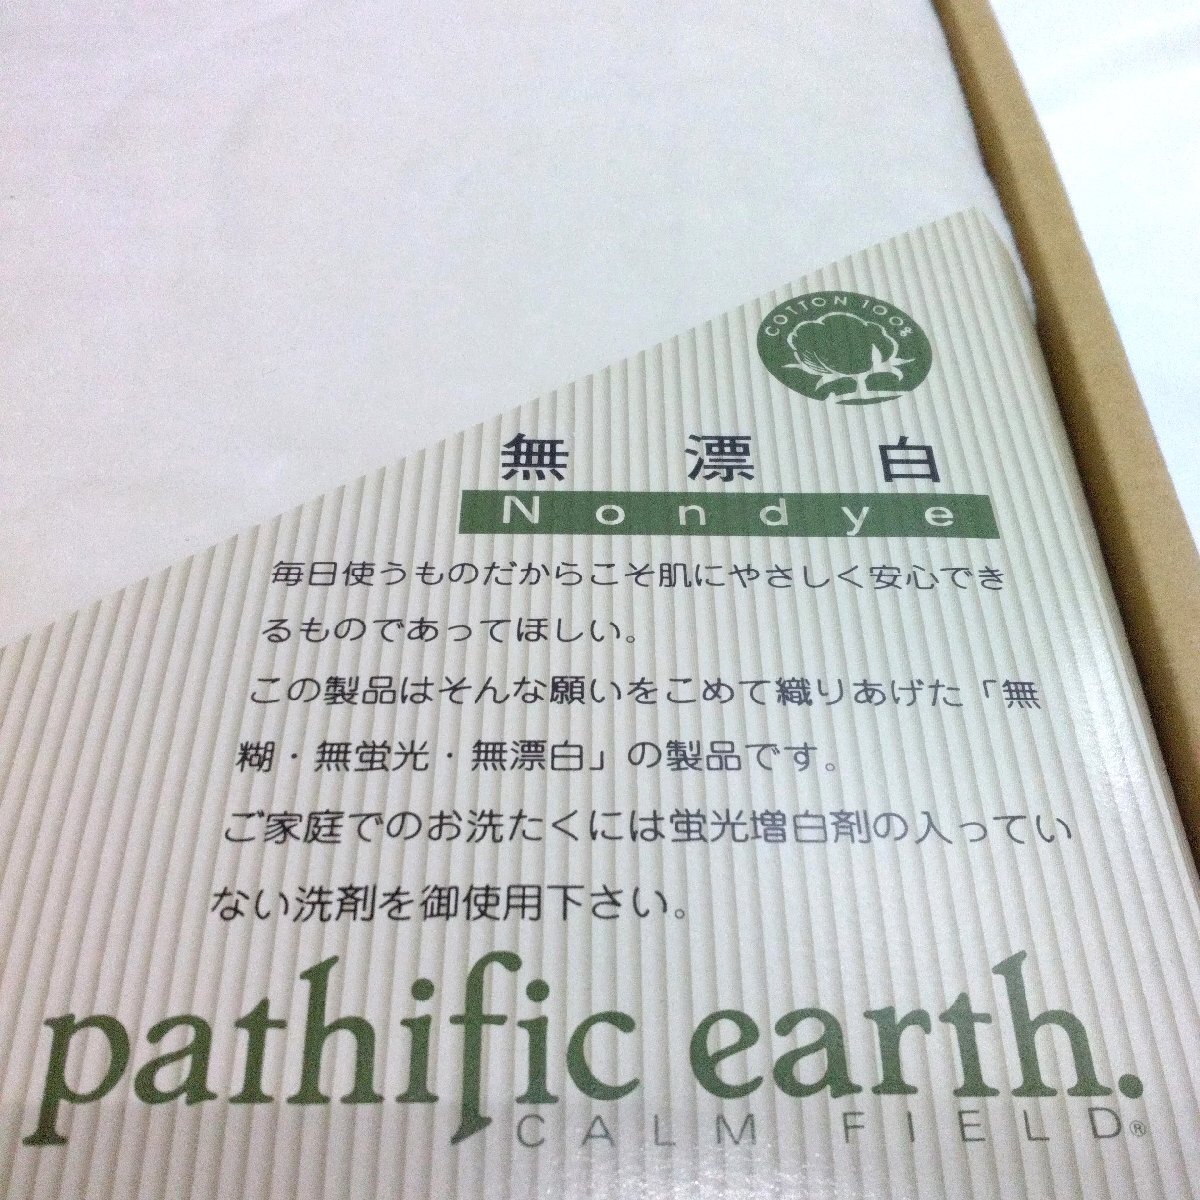 COTTON 100%
無漂白
Nondye
毎日使うものだからこそ肌にやさしく安心でき
るものであってほしい。
この製品はそんな願いをこめて織りあげた「無
糊・無蛍光・無漂白」の製品です。
ご家庭でのお洗たくには蛍光増白剤の入ってい
ない洗剤を御使用下さい。
pathific earth.
CALM FIELD®